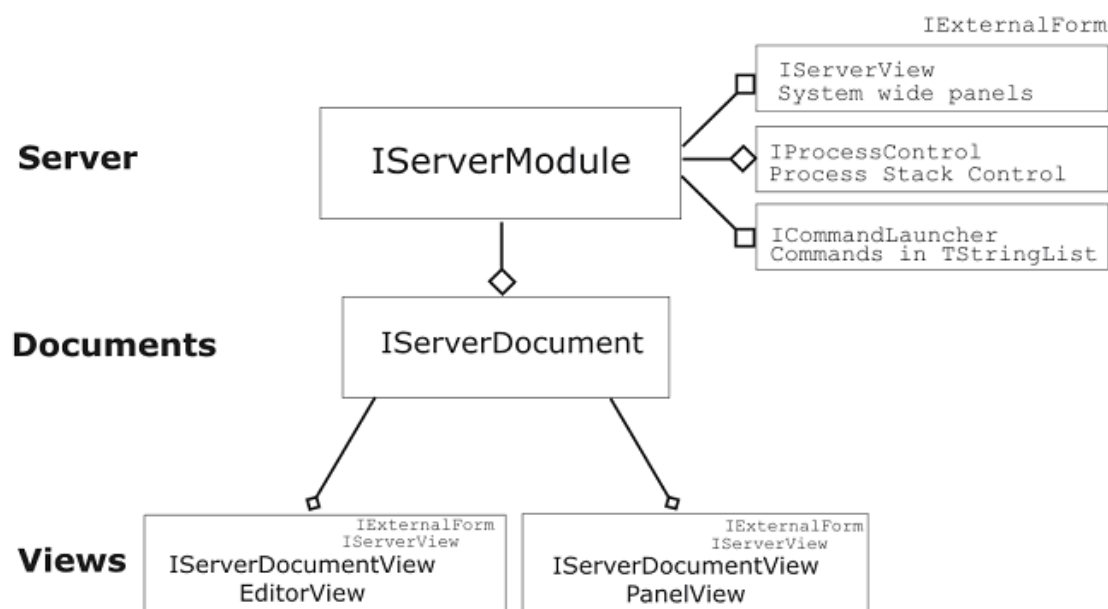 IExternalForm
IServerView
System wide panels
Server
IServerModule
IProcessControl
Process Stack Control
ICommandLauncher
Commands in TStringList
Documents
IServerDocument
Views
IExternalForm
IServerView
IServerDocumentView
EditorView
IExternalForm
IServerView
IServerDocumentView
PanelView